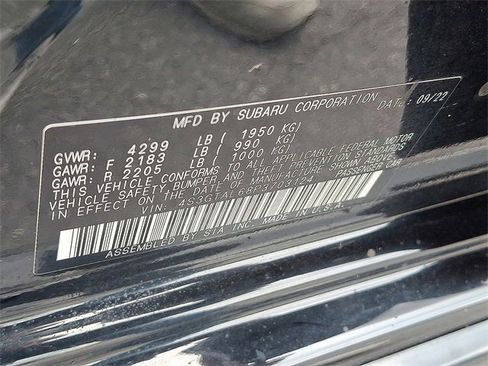 MFD BY SUBARU CORPORATION DATE: 09/22
GVWR: 4299 LB ( 1950 KG)
GAWR: F 2183 LB ( 990 KG)
GAWR: R 2205 LB ( 1000 KG)
THIS VEHICLE CONFORMS TO ALL APPLICABLE FEDERAL MOTOR
VEHICLE SAFETY, BUMPER AND THEFT PREVENTION STANDARDS
IN EFFECT ON THE DATE OF MANUFACTURE SHOWN ABOVE.
VIN: PASSENGER CAR
ASSEMBLED BY SIA INC. MADE IN U.S.A.